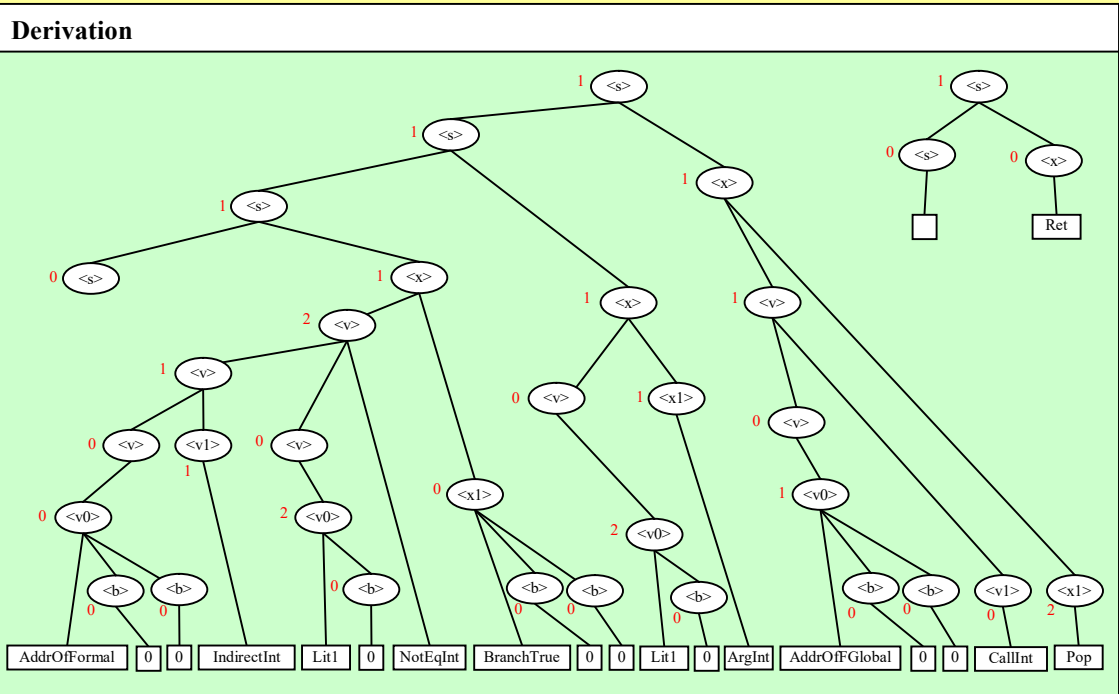 Derivation
1 <s> 1 <s>
1 <s>
0 <s> 0 <x>
1 <x>
1 <s>
Ret
0 <s> 1 <x>
1 <x> 1 <v>
2 <v>
1 <v>
0 <v> 1 <x1>
0 <v>
0 <v> <v1> 0 <v>
1
0 <x1> 1 <v0>
0 <v0> 2 <v0>
2 <v0>
<b> <b> 0 <b> <b> <b> <b> <b> <b> <v1> <x1>
0 0 0 0 0 0 0 0 2
AddrOfFormal 0 0 IndirectInt Lit1 0 NotEqInt BranchTrue 0 0 Lit1 0 ArgInt AddrOfFGlobal 0 0 CallInt Pop